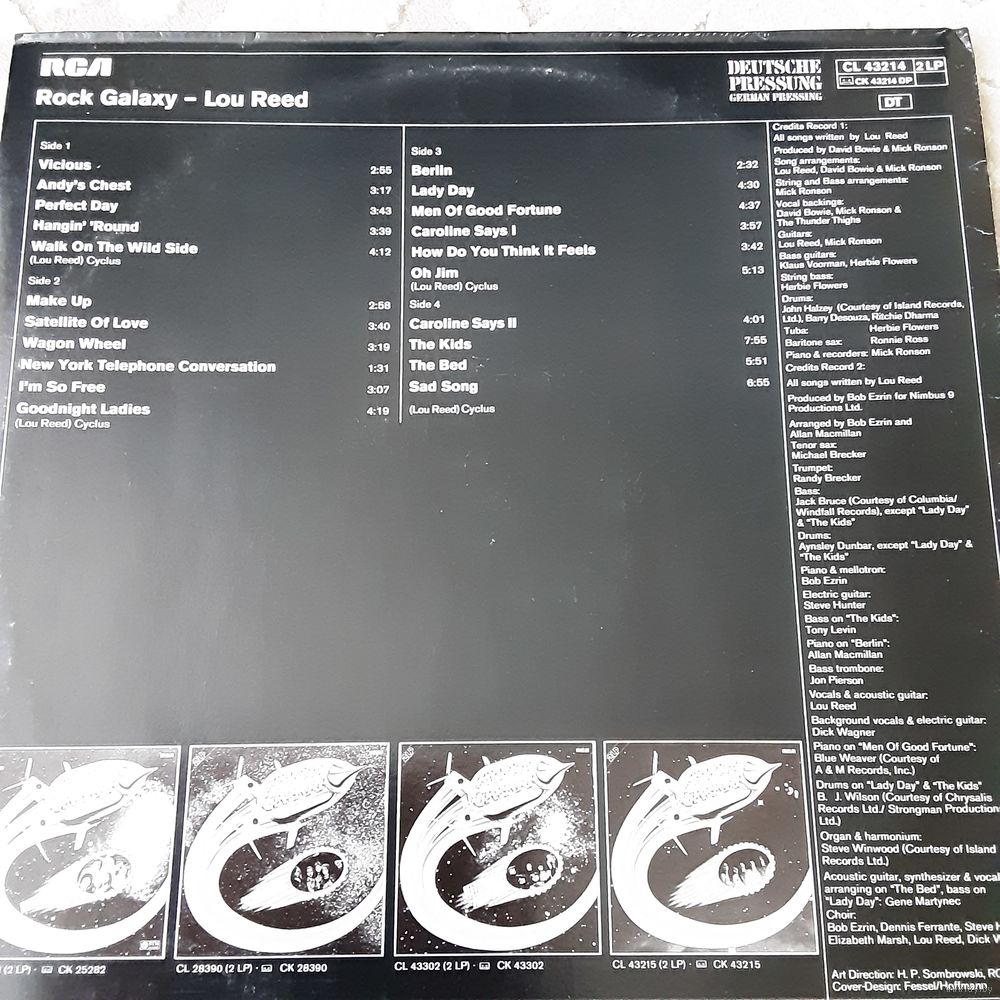 RCA
Rock Galaxy – Lou Reed
DEUTSCHE
PRESSUNG
GERMAN PRESSING
CL 43214 2 LP
CK 43214 DP
DT
Side 1
Vicious 2:55
Andy's Chest 3:17
Perfect Day 3:43
Hangin' 'Round 3:39
Walk On The Wild Side 4:12
(Lou Reed) Cyclus
Side 2
Make Up 2:58
Satellite Of Love 3:40
Wagon Wheel 3:19
New York Telephone Conversation 1:31
I'm So Free 3:07
Goodnight Ladies 4:19
(Lou Reed) Cyclus
Side 3
Berlin 2:32
Lady Day 4:30
Men Of Good Fortune 4:37
Caroline Says I 3:57
How Do You Think It Feels 3:42
Oh Jim 5:13
(Lou Reed) Cyclus
Side 4
Caroline Says II 4:01
The Kids 7:55
The Bed 5:51
Sad Song 6:55
(Lou Reed) Cyclus
Credits Record 1:
All songs written by Lou Reed
Produced by David Bowie & Mick Ronson
Song arrangements:
Lou Reed, David Bowie & Mick Ronson
String and Bass arrangements:
Mick Ronson
Vocal backings:
David Bowie, Mick Ronson &
The Thunder Thighs
Guitars:
Lou Reed, Mick Ronson
Bass guitars:
Klaus Voorman, Herbie Flowers
String bass:
Herbie Flowers
Drums:
John Halzey (Courtesy of Island Records,
Ltd.), Barry Desouza, Ritchie Dharma
Tuba: Herbie Flowers
Baritone sax: Ronnie Ross
Piano & recorders: Mick Ronson
Credits Record 2:
All songs written by Lou Reed
Produced by Bob Ezrin for Nimbus 9
Productions Ltd.
Arranged by Bob Ezrin and
Allan Macmillan
Tenor sax:
Michael Brecker
Trumpet:
Randy Brecker
Bass:
Jack Bruce (Courtesy of Columbia/
Windfall Records), except "Lady Day"
& "The Kids"
Drums:
Aynsley Dunbar, except "Lady Day" &
"The Kids"
Piano & mellotron:
Bob Ezrin
Electric guitar:
Steve Hunter
Bass on "The Kids":
Tony Levin
Piano on "Berlin":
Allan Macmillan
Bass trombone:
Jon Pierson
Vocals & acoustic guitar:
Lou Reed
Background vocals & electric guitar:
Dick Wagner
Piano on "Men Of Good Fortune":
Blue Weaver (Courtesy of
A & M Records, Inc.)
Drums on "Lady Day" & "The Kids"
B. J. Wilson (Courtesy of Chrysalis
Records Ltd./ Strongman Production
Ltd.)
Organ & harmonium:
Steve Winwood (Courtesy of Island
Records Ltd.)
Acoustic guitar, synthesizer & vocal
arranging on "The Bed", bass on
"Lady Day": Gene Martynec
Choir:
Bob Ezrin, Dennis Ferrante, Steve H
Elizabeth Marsh, Lou Reed, Dick W
Art Direction: H. P. Sombrowski, RC
Cover-Design: Fessel/Hoffmann
(2 LP) · CK 25282
CL 28390 (2 LP) · CK 28390
CL 43302 (2 LP) · CK 43302
CL 43215 (2 LP) · CK 43215